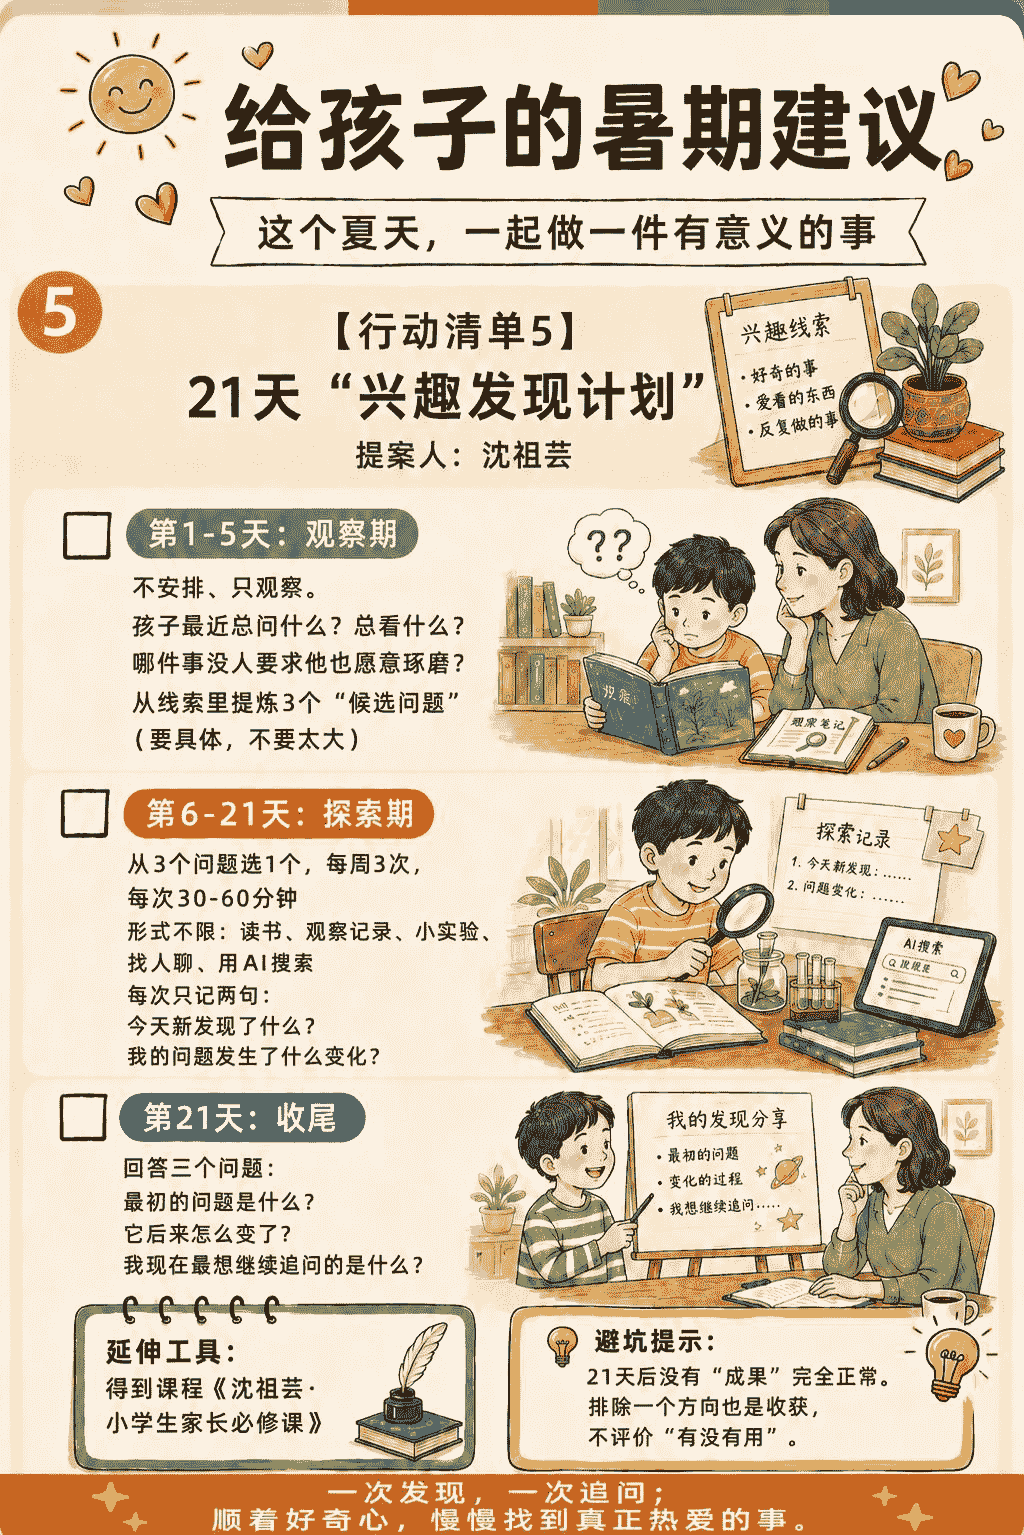 给孩子的暑期建议
这个夏天，一起做一件有意义的事
5
【行动清单5】
21天“兴趣发现计划”
提案人：沈祖芸
兴趣线索
·好奇的事
·爱看的东西
·反复做的事
第1-5天：观察期
不安排、只观察。
孩子最近总问什么？总看什么？
哪件事没人要求他也愿意琢磨？
从线索里提炼3个“候选问题”
（要具体，不要太大）
??
观察笔记
第6-21天：探索期
从3个问题选1个，每周3次，
每次30-60分钟
形式不限：读书、观察记录、小实验、
找人聊、用AI搜索
每次只记两句：
今天新发现了什么？
我的问题发生了什么变化？
探索记录
1. 今天新发现：......
2. 问题变化：......
AI搜索
第21天：收尾
回答三个问题：
最初的问题是什么？
它后来怎么变了？
我现在最想继续追问的是什么？
我的发现分享
·最初的问题
·变化的过程
·我想继续追问·····
延伸工具：
得到课程《沈祖芸·
小学生家长必修课》
避坑提示：
21天后没有“成果”完全正常。
排除一个方向也是收获，
不评价“有没有用”。
一次发现，一次追问；
顺着好奇心，慢慢找到真正热爱的事。